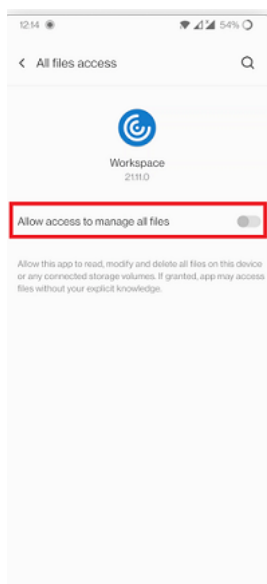 12:14 54%
All files access
Workspace
21.11.0
Allow access to manage all files
Allow this app to read, modify and delete all files on this device
or any connected storage volumes. If granted, app may access
files without your explicit knowledge.